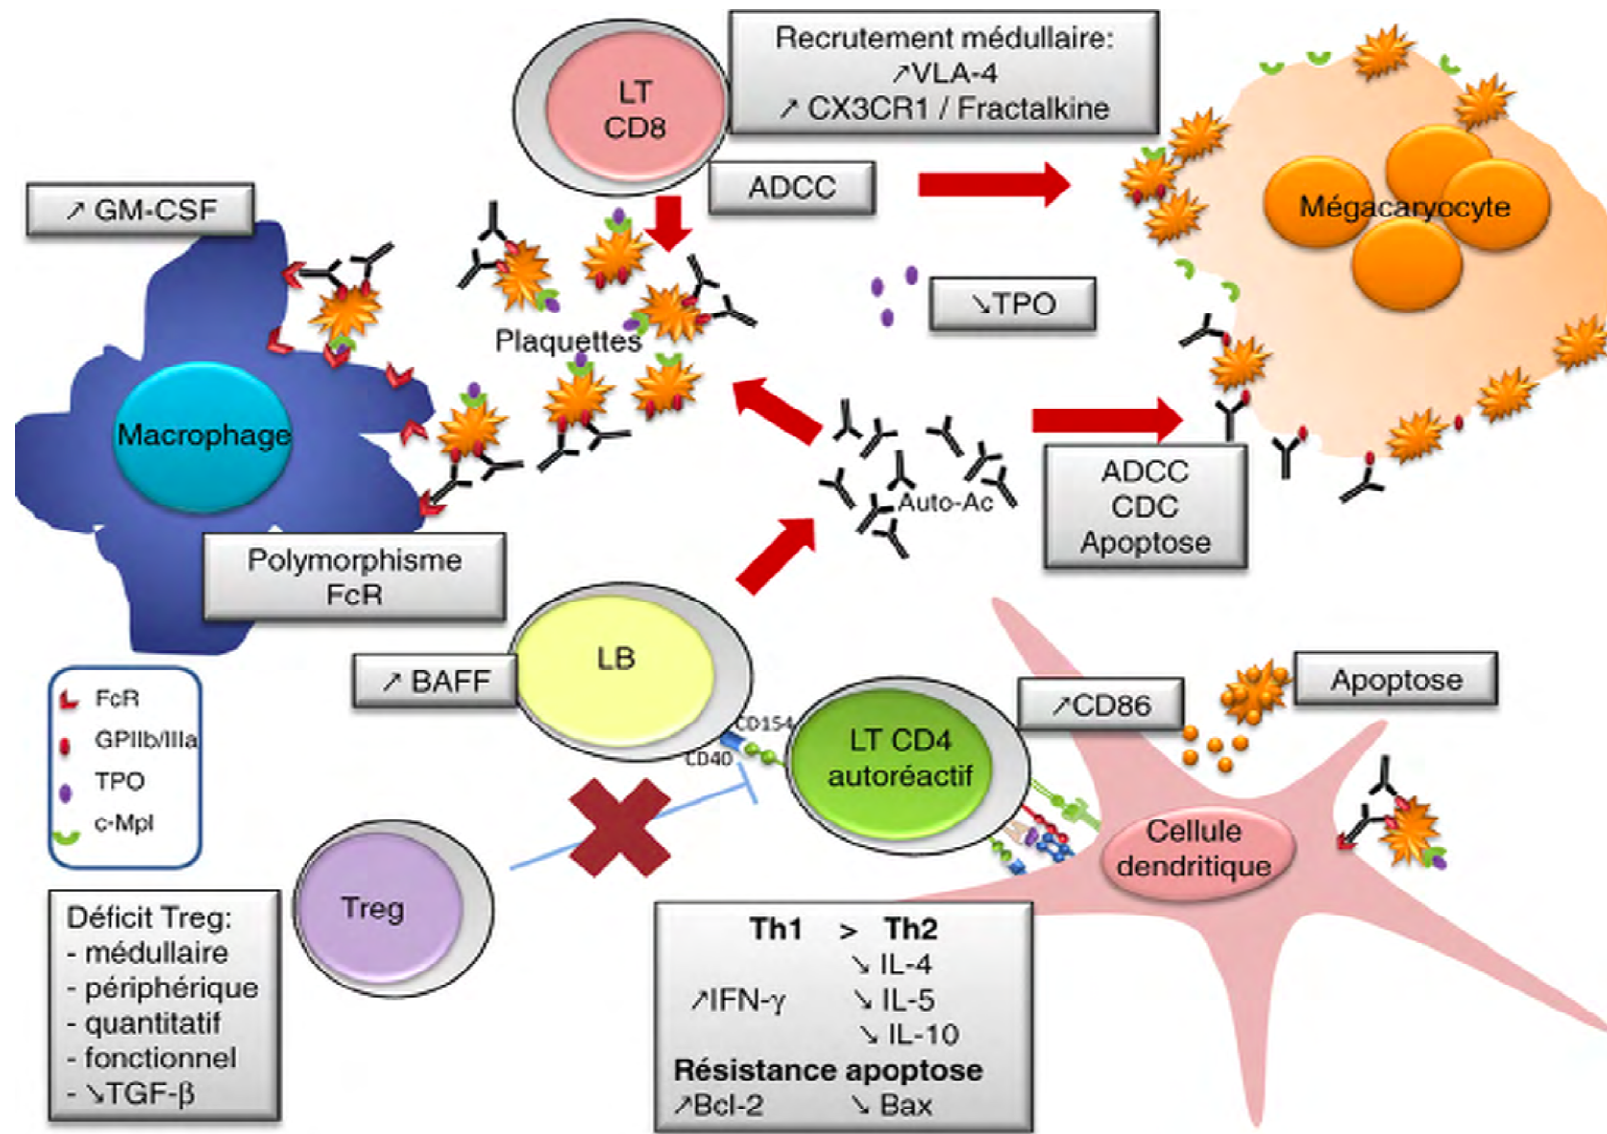 Recrutement médullaire:
↗VLA-4
↗ CX3CR1 / Fractalkine
LT
CD8
ADCC
↗ GM-CSF
Mégacaryocyte
↘TPO
Plaquettes
Macrophage
Auto-Ac
ADCC
CDC
Apoptose
Polymorphisme
FcR
LB
↗ BAFF
FcR
GPIIb/IIIa
TPO
c-Mpl
CD154
CD40
LT CD4
autoréactif
↗CD86
Apoptose
Cellule
dendritique
Treg
Déficit Treg:
- médullaire
- périphérique
- quantitatif
- fonctionnel
- ↘TGF-β
Th1 > Th2
↘ IL-4
↗IFN-γ ↘ IL-5
↘ IL-10
Résistance apoptose
↗Bcl-2 ↘ Bax